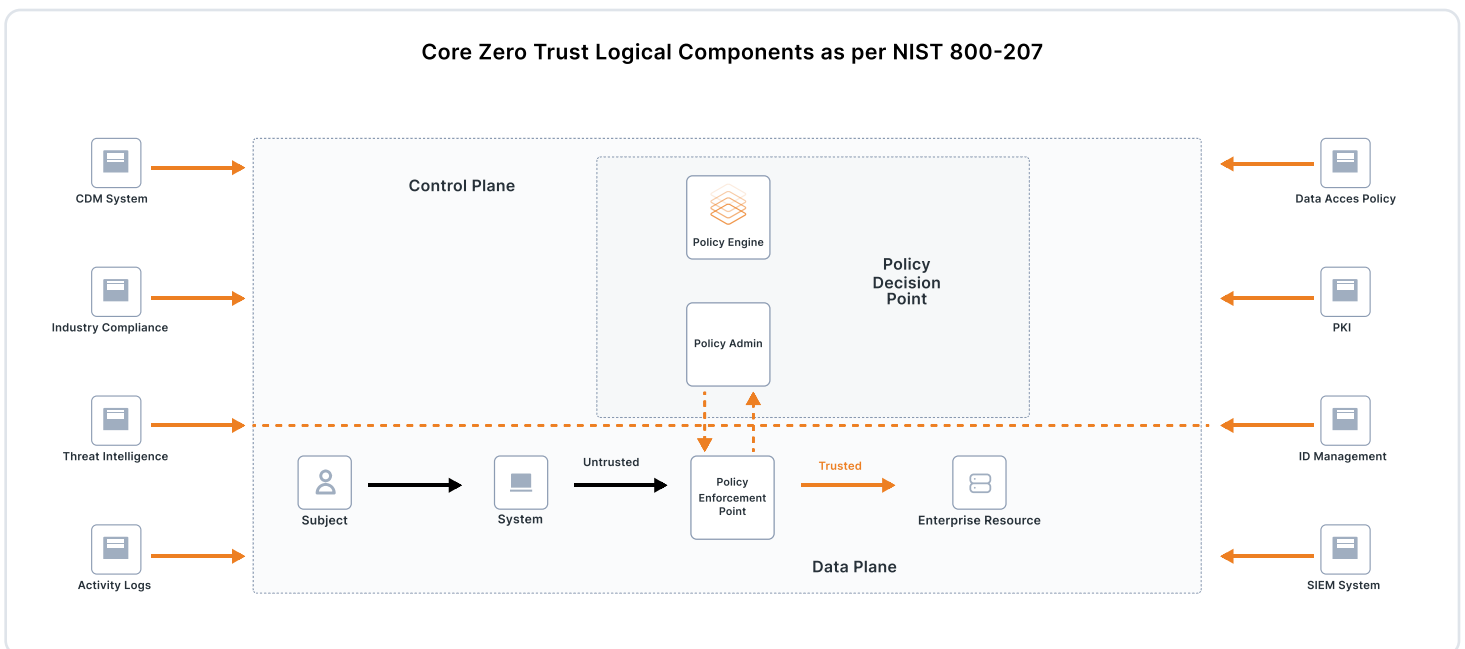 Core Zero Trust Logical Components as per NIST 800-207
CDM System
Industry Compliance
Threat Intelligence
Activity Logs
Control Plane
Policy Engine
Policy Admin
Policy
Decision
Point
Subject
System
Untrusted
Policy
Enforcement
Point
Trusted
Enterprise Resource
Data Plane
Data Acces Policy
PKI
ID Management
SIEM System